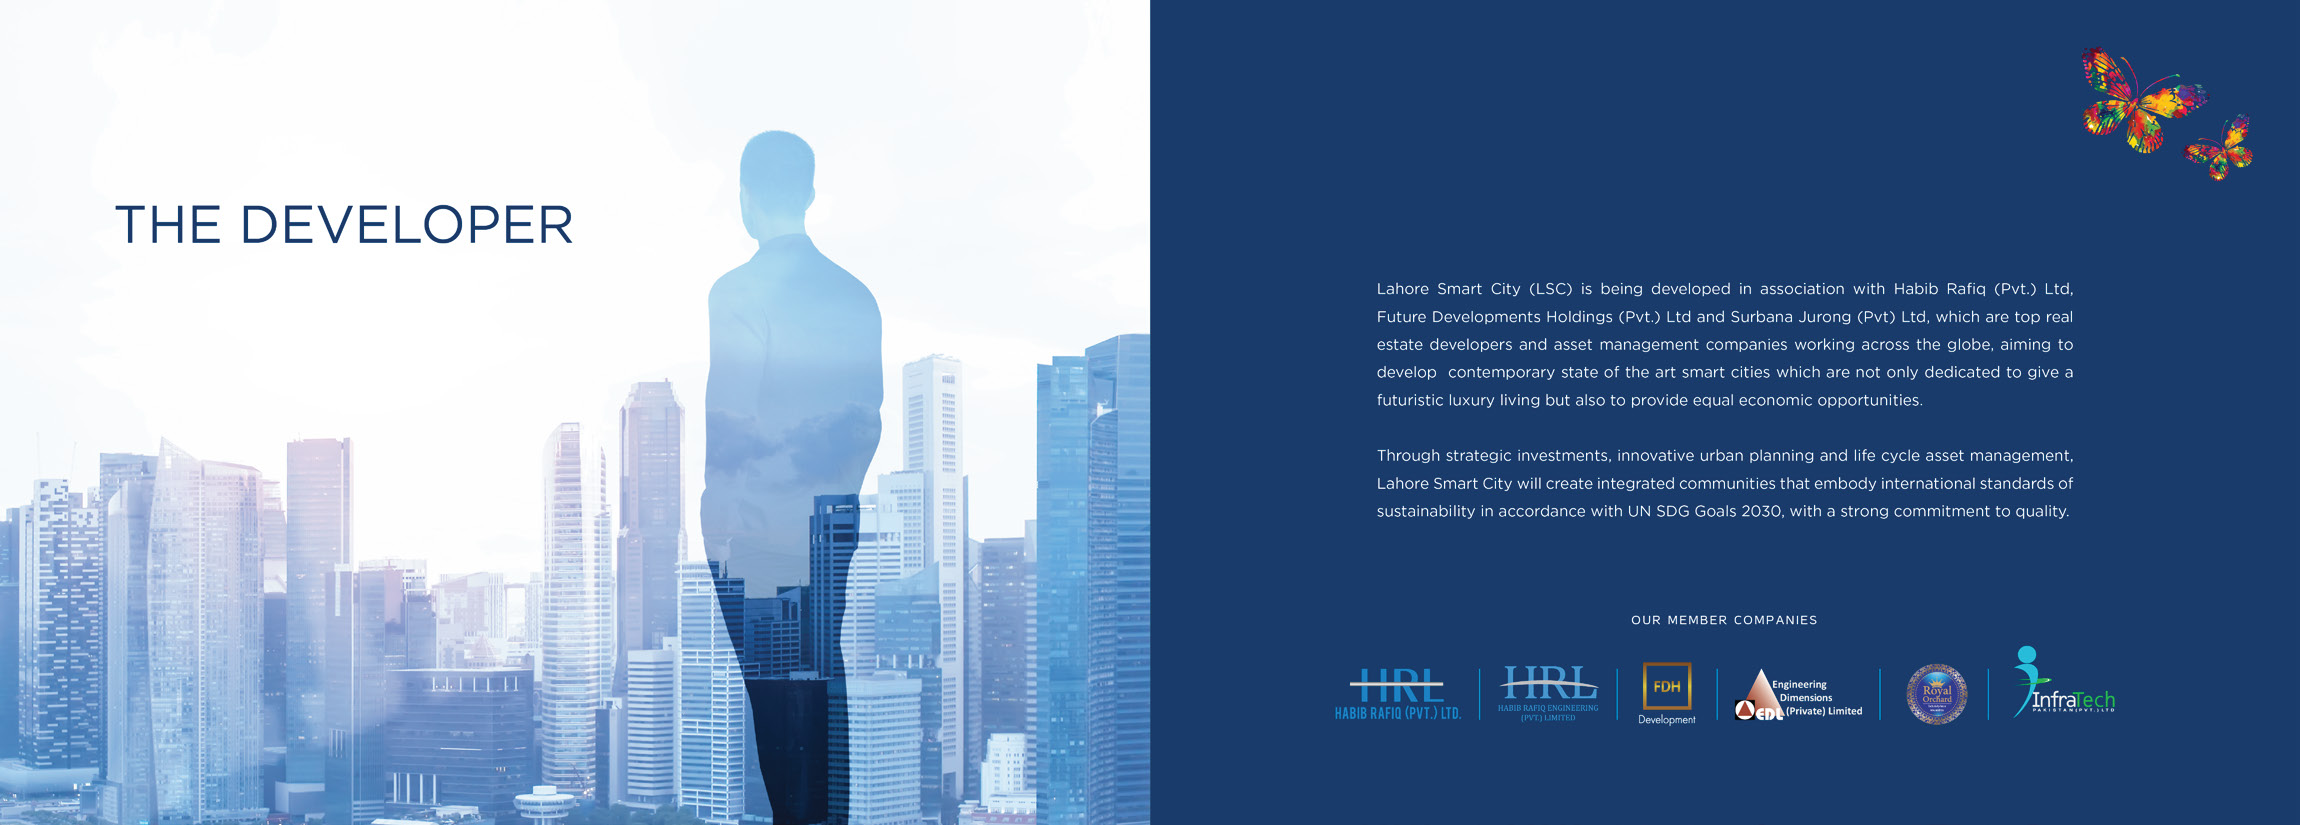 THE DEVELOPER
Lahore Smart City (LSC) is being developed in association with Habib Rafiq (Pvt.) Ltd,
Future Developments Holdings (Pvt.) Ltd and Surbana Jurong (Pvt) Ltd, which are top real
estate developers and asset management companies working across the globe, aiming to
develop contemporary state of the art smart cities which are not only dedicated to give a
futuristic luxury living but also to provide equal economic opportunities.
Through strategic investments, innovative urban planning and life cycle asset management,
Lahore Smart City will create integrated communities that embody international standards of
sustainability in accordance with UN SDG Goals 2030, with a strong commitment to quality.
OUR MEMBER COMPANIES
HRL
HABIB RAFIQ (PVT.) LTD.
HRL
HABIB RAFIQ ENGINEERING
(PVT.) LIMITED
FDH
Development
Engineering
Dimensions
(Private) Limited
EDL
Royal
Orchard
InfraTech
PAKISTAN (PVT.) LTD